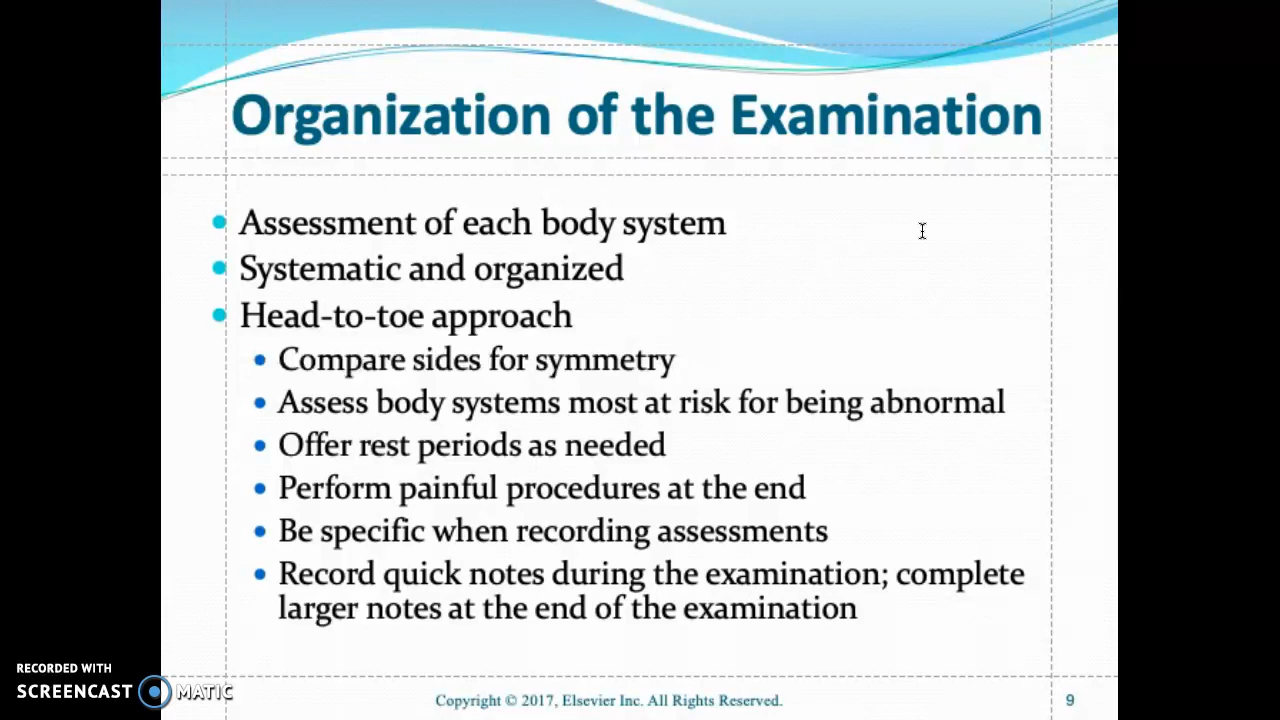 Organization of the Examination
• Assessment of each body system
• Systematic and organized
• Head-to-toe approach
• Compare sides for symmetry
• Assess body systems most at risk for being abnormal
• Offer rest periods as needed
• Perform painful procedures at the end
• Be specific when recording assessments
• Record quick notes during the examination; complete
larger notes at the end of the examination
RECORDED WITH
SCREENCAST MATIC
Copyright © 2017, Elsevier Inc. All Rights Reserved.
9